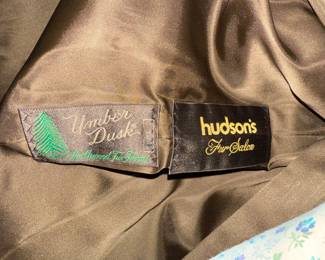 Umber
Dusk
hudson's
Fur Salon